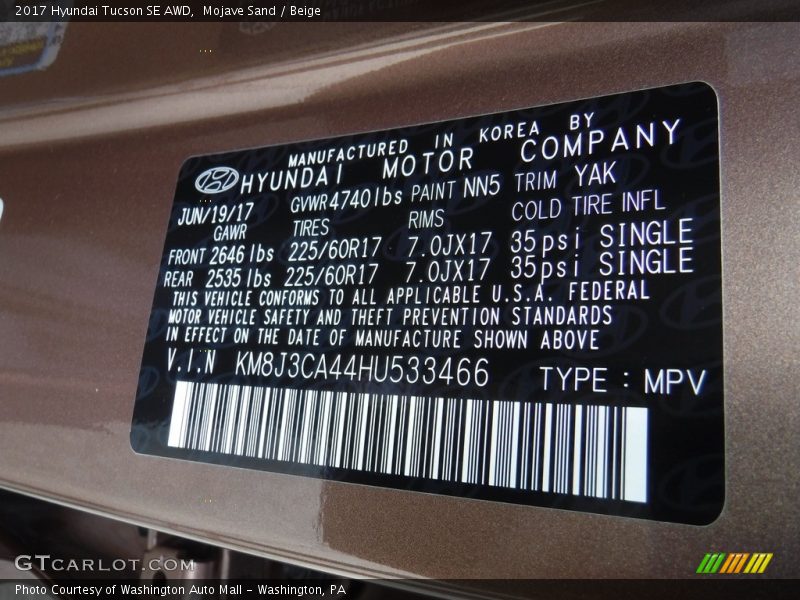 2017 Hyundai Tucson SE AWD,  Mojave Sand / Beige
MANUFACTURED IN KOREA BY
HYUNDAI MOTOR COMPANY
JUN/19/17 GVWR4740lbs PAINT NN5 TRIM YAK
GAWR TIRES RIMS COLD TIRE INFL
FRONT 2646 lbs 225/60R17 7.0JX17 35psi SINGLE
REAR 2535 lbs 225/60R17 7.0JX17 35psi SINGLE
THIS VEHICLE CONFORMS TO ALL APPLICABLE U.S.A. FEDERAL
MOTOR VEHICLE SAFETY AND THEFT PREVENTION STANDARDS
IN EFFECT ON THE DATE OF MANUFACTURE SHOWN ABOVE
V.I.N KM8J3CA44HU533466 TYPE : MPV
GTcarlot.com
Photo Courtesy of Washington Auto Mall - Washington, PA